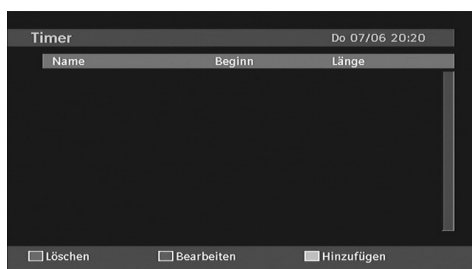 Timer Do 07/06 20:20
Name Beginn Länge
Löschen Bearbeiten Hinzufügen